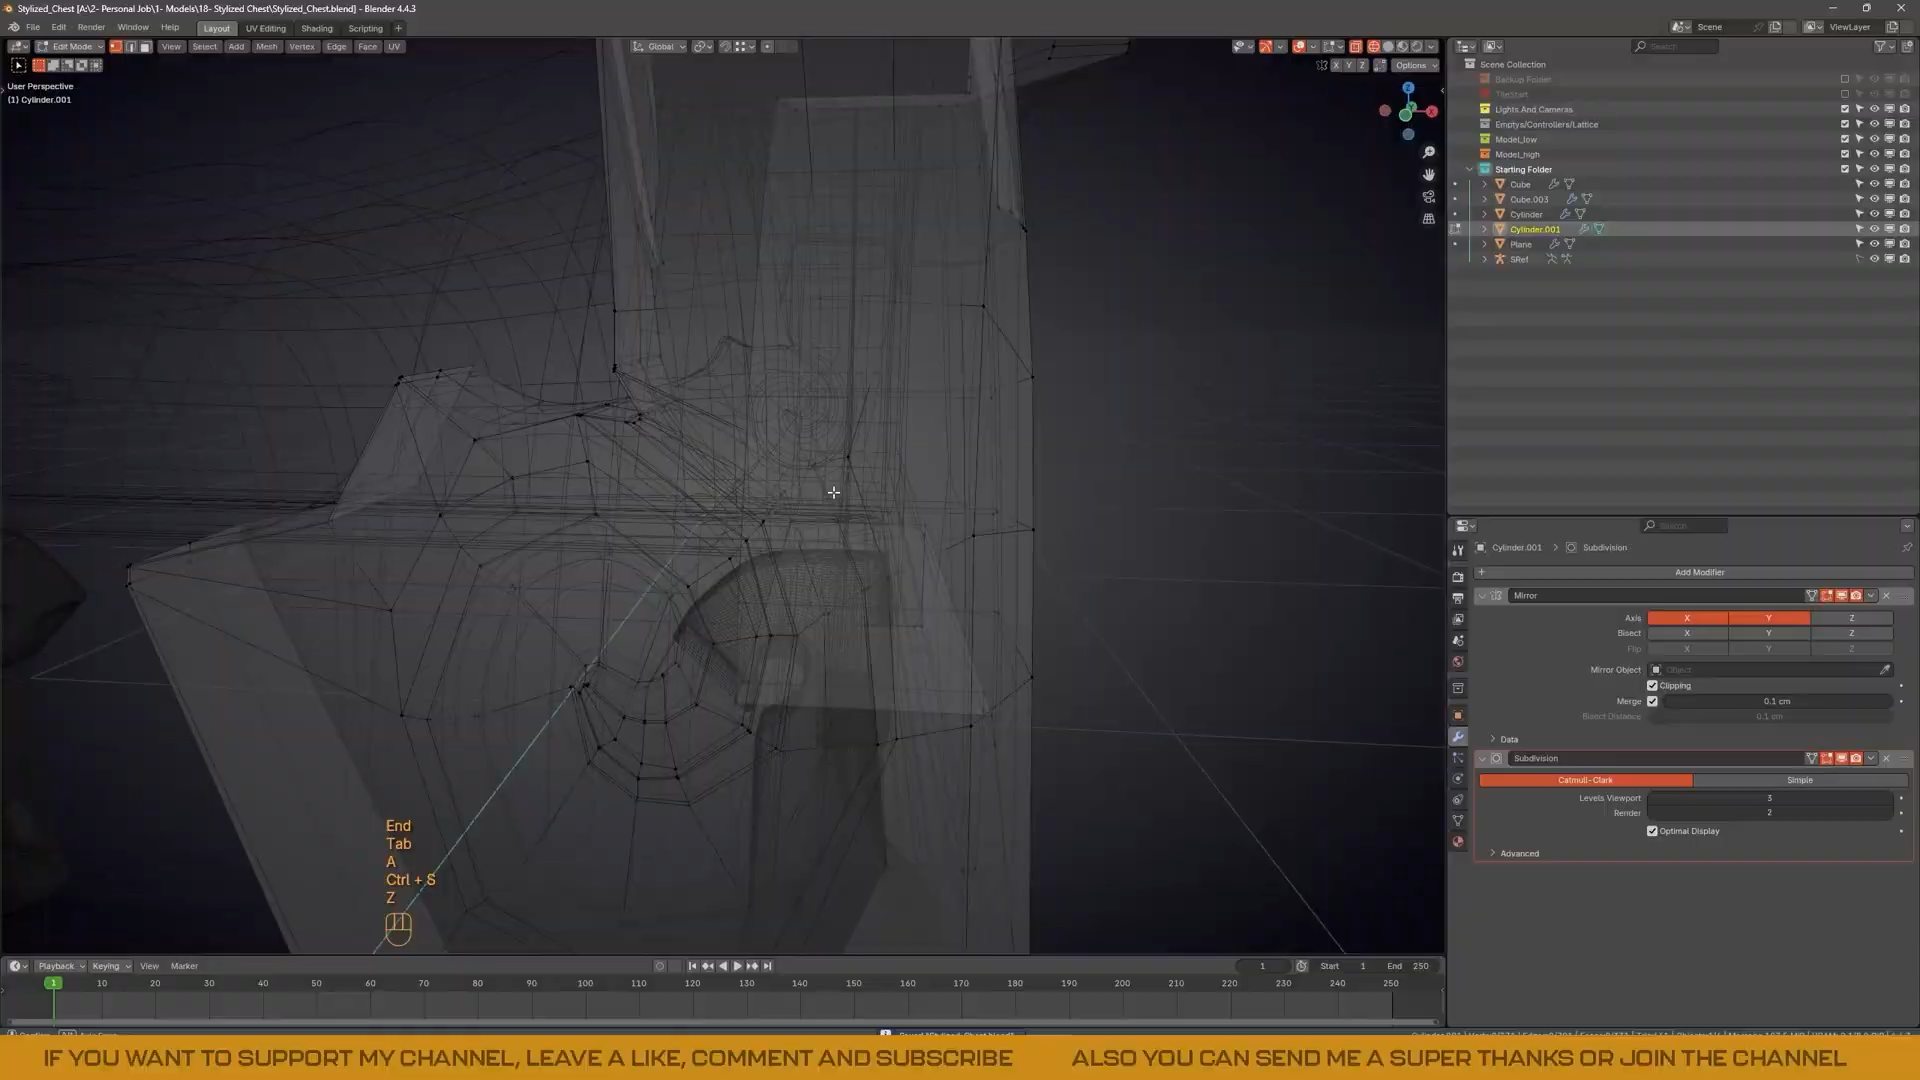 Stylized_Chest [A:\2- Personal Job\1- Models\18- Stylized Chest\Stylized_Chest.blend] - Blender 4.4.3
File Edit Render Window Help Layout UV Editing Shading Scripting +
Scene
ViewLayer
Edit Mode View Select Add Mesh Vertex Edge Face UV
Global
X Y Z Options
User Perspective
(1) Cylinder.001
Z
X
Search
Scene Collection
Backup Folder
Lights And Cameras
Emptys/Controllers/Lattice
Model_low
Model_high
Starting Folder
Cube
Cube.003
Cylinder
Cylinder.001
Plane
SRef
Search
Cylinder.001 > Subdivision
+ Add Modifier
Mirror
Axis X Y Z
Bisect X Y Z
Flip X Y Z
Mirror Object Object
Clipping
Merge 0.1 cm
Bisect Distance 0.1 cm
Data
Subdivision
Catmull-Clark Simple
Levels Viewport 3
Render 2
Optimal Display
Advanced
End
Tab
A
Ctrl + S
Z
Playback Keying View Marker
1 Start 1 End 250
1 10 20 30 40 50 60 70 80 90 100 110 120 130 140 150 160 170 180 190 200 210 220 230 240 250
IF YOU WANT TO SUPPORT MY CHANNEL, LEAVE A LIKE, COMMENT AND SUBSCRIBE ALSO YOU CAN SEND ME A SUPER THANKS OR JOIN THE CHANNEL